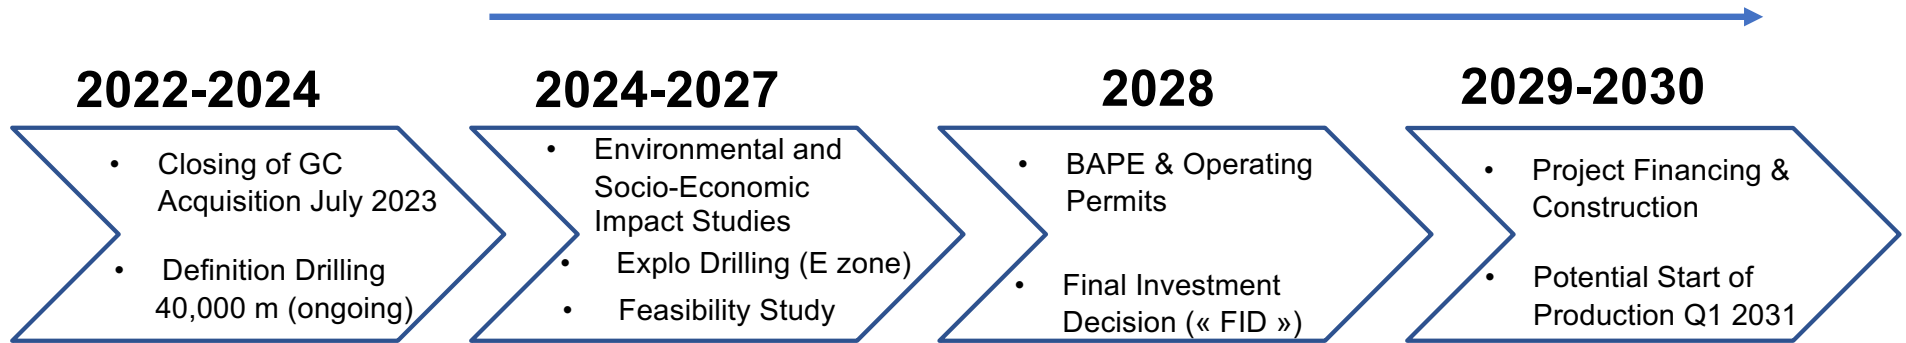 2022-2024
• Closing of GC
Acquisition July 2023
• Definition Drilling
40,000 m (ongoing)
2024-2027
• Environmental and
Socio-Economic
Impact Studies
• Explo Drilling (E zone)
• Feasibility Study
2028
• BAPE & Operating
Permits
• Final Investment
Decision (« FID »)
2029-2030
• Project Financing &
Construction
• Potential Start of
Production Q1 2031